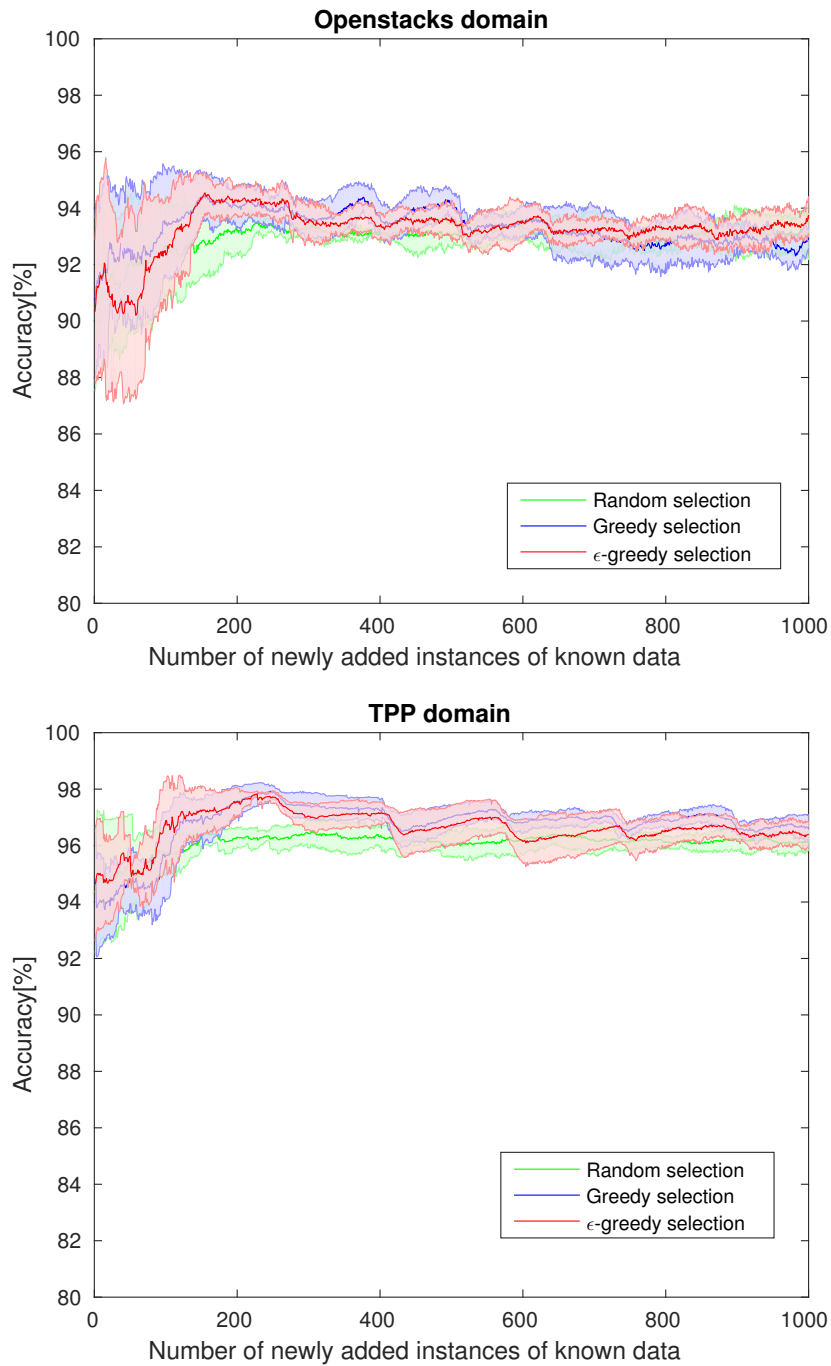 Openstacks domain
100
98
96
94
92
90
88
86
84
82
80
Accuracy[%]
Random selection
Greedy selection
ϵ-greedy selection
0 200 400 600 800 1000
Number of newly added instances of known data
TPP domain
100
98
96
94
92
90
88
86
84
82
80
Accuracy[%]
Random selection
Greedy selection
ϵ-greedy selection
0 200 400 600 800 1000
Number of newly added instances of known data